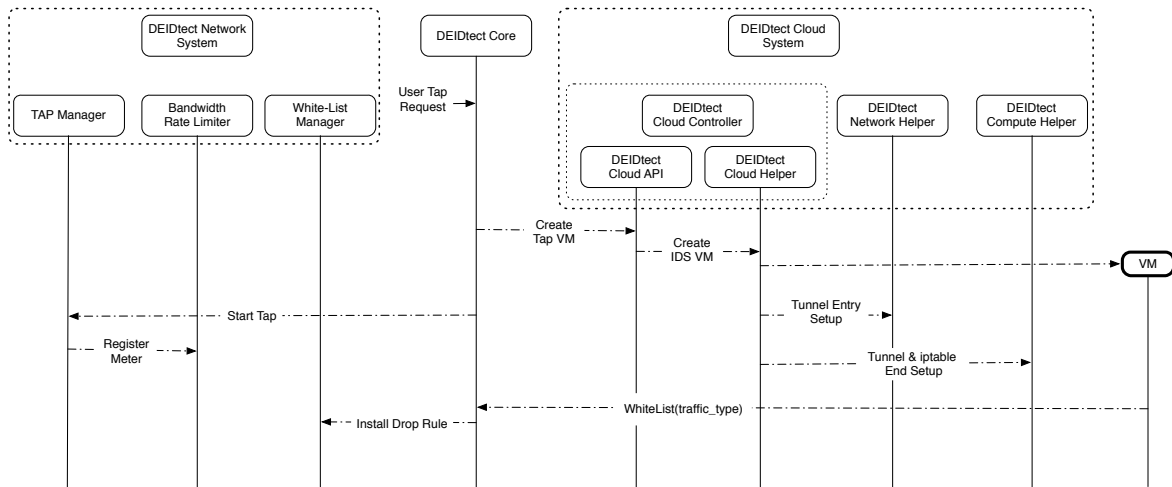 DEIDtect Network
System
DEIDtect Core
DEIDtect Cloud
System
TAP Manager
Bandwidth
Rate Limiter
White-List
Manager
User Tap
Request
DEIDtect
Cloud Controller
DEIDtect
Network Helper
DEIDtect
Compute Helper
DEIDtect
Cloud API
DEIDtect
Cloud Helper
Create
Tap VM
Create
IDS VM
VM
Start Tap
Tunnel Entry
Setup
Register
Meter
Tunnel & iptable
End Setup
WhiteList(traffic_type)
Install Drop Rule